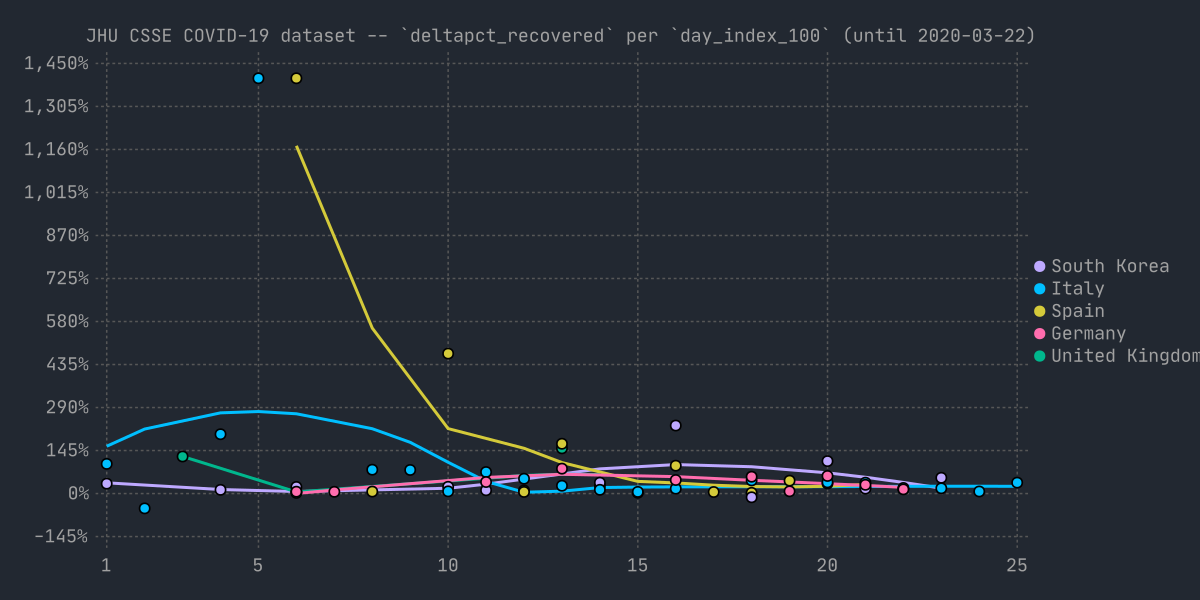 JHU CSSE COVID-19 dataset -- `deltapct_recovered` per `day_index_100` (until 2020-03-22)
1,450%
1,305%
1,160%
1,015%
870%
725%
580%
435%
290%
145%
0%
-145%
1 5 10 15 20 25
South Korea
Italy
Spain
Germany
United Kingdom